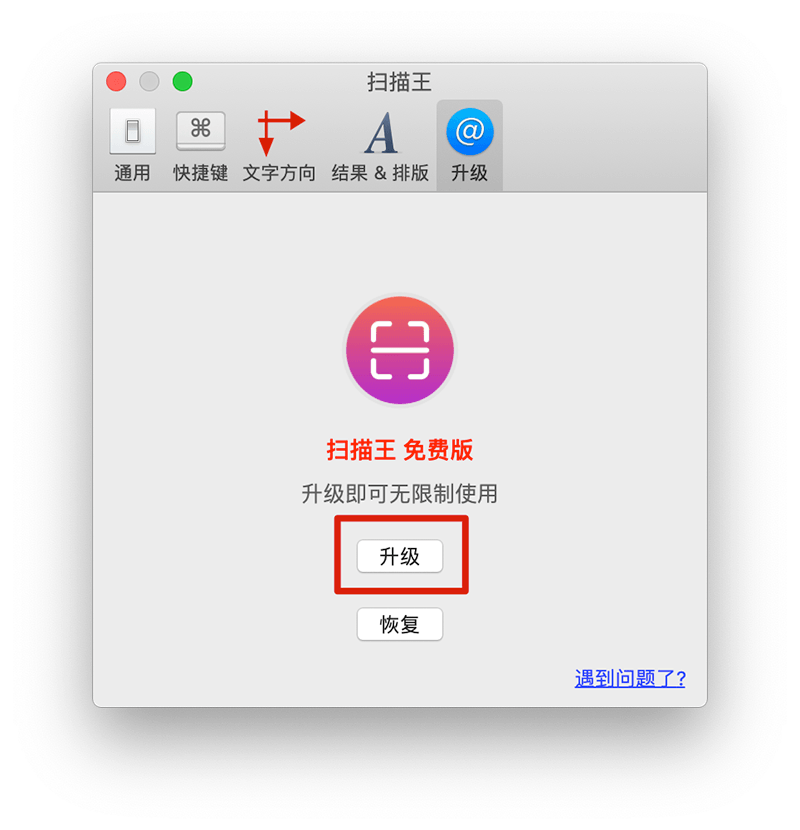 扫描王
通用 快捷键 文字方向 结果 & 排版 升级
扫描王 免费版
升级即可无限制使用
升级
恢复
遇到问题了?